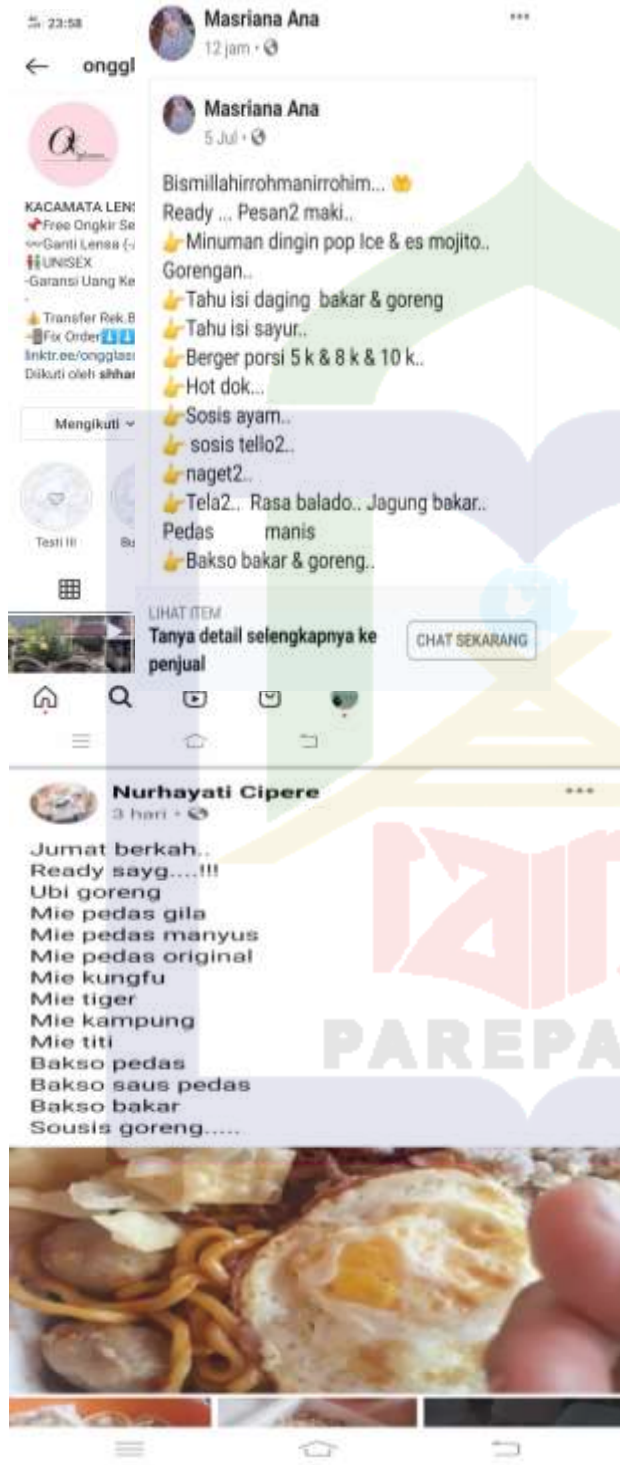 23:58
onggl
KACAMATA LEN
📌Free Ongkir Se
Ganti Lensa (-
👫UNISEX
-Garansi Uang Ke
-
👍Transfer Rek.B
Fix Order⬇️⬇️
linktr.ee/ongglas
Diikuti oleh shhar
Mengikuti
Testi III
Bu
Masriana Ana
12 jam
Masriana Ana
5 Jul
Bismillahirrohmanirrohim... 🤲
Ready ... Pesan2 maki..
👉Minuman dingin pop Ice & es mojito..
Gorengan..
👉Tahu isi daging bakar & goreng
👉Tahu isi sayur..
👉Berger porsi 5 k & 8 k & 10 k..
👉Hot dok...
👉Sosis ayam..
👉 sosis tello2..
👉naget2..
👉Tela2.. Rasa balado.. Jagung bakar..
Pedas manis
👉Bakso bakar & goreng..
LIHAT ITEM
Tanya detail selengkapnya ke
penjual
CHAT SEKARANG
Nurhayati Cipere
3 hari
Jumat berkah..
Ready sayg....!!!
Ubi goreng
Mie pedas gila
Mie pedas manyus
Mie pedas original
Mie kungfu
Mie tiger
Mie kampung
Mie titi
Bakso pedas
Bakso saus pedas
Bakso bakar
Sousis goreng.....
PAREPA